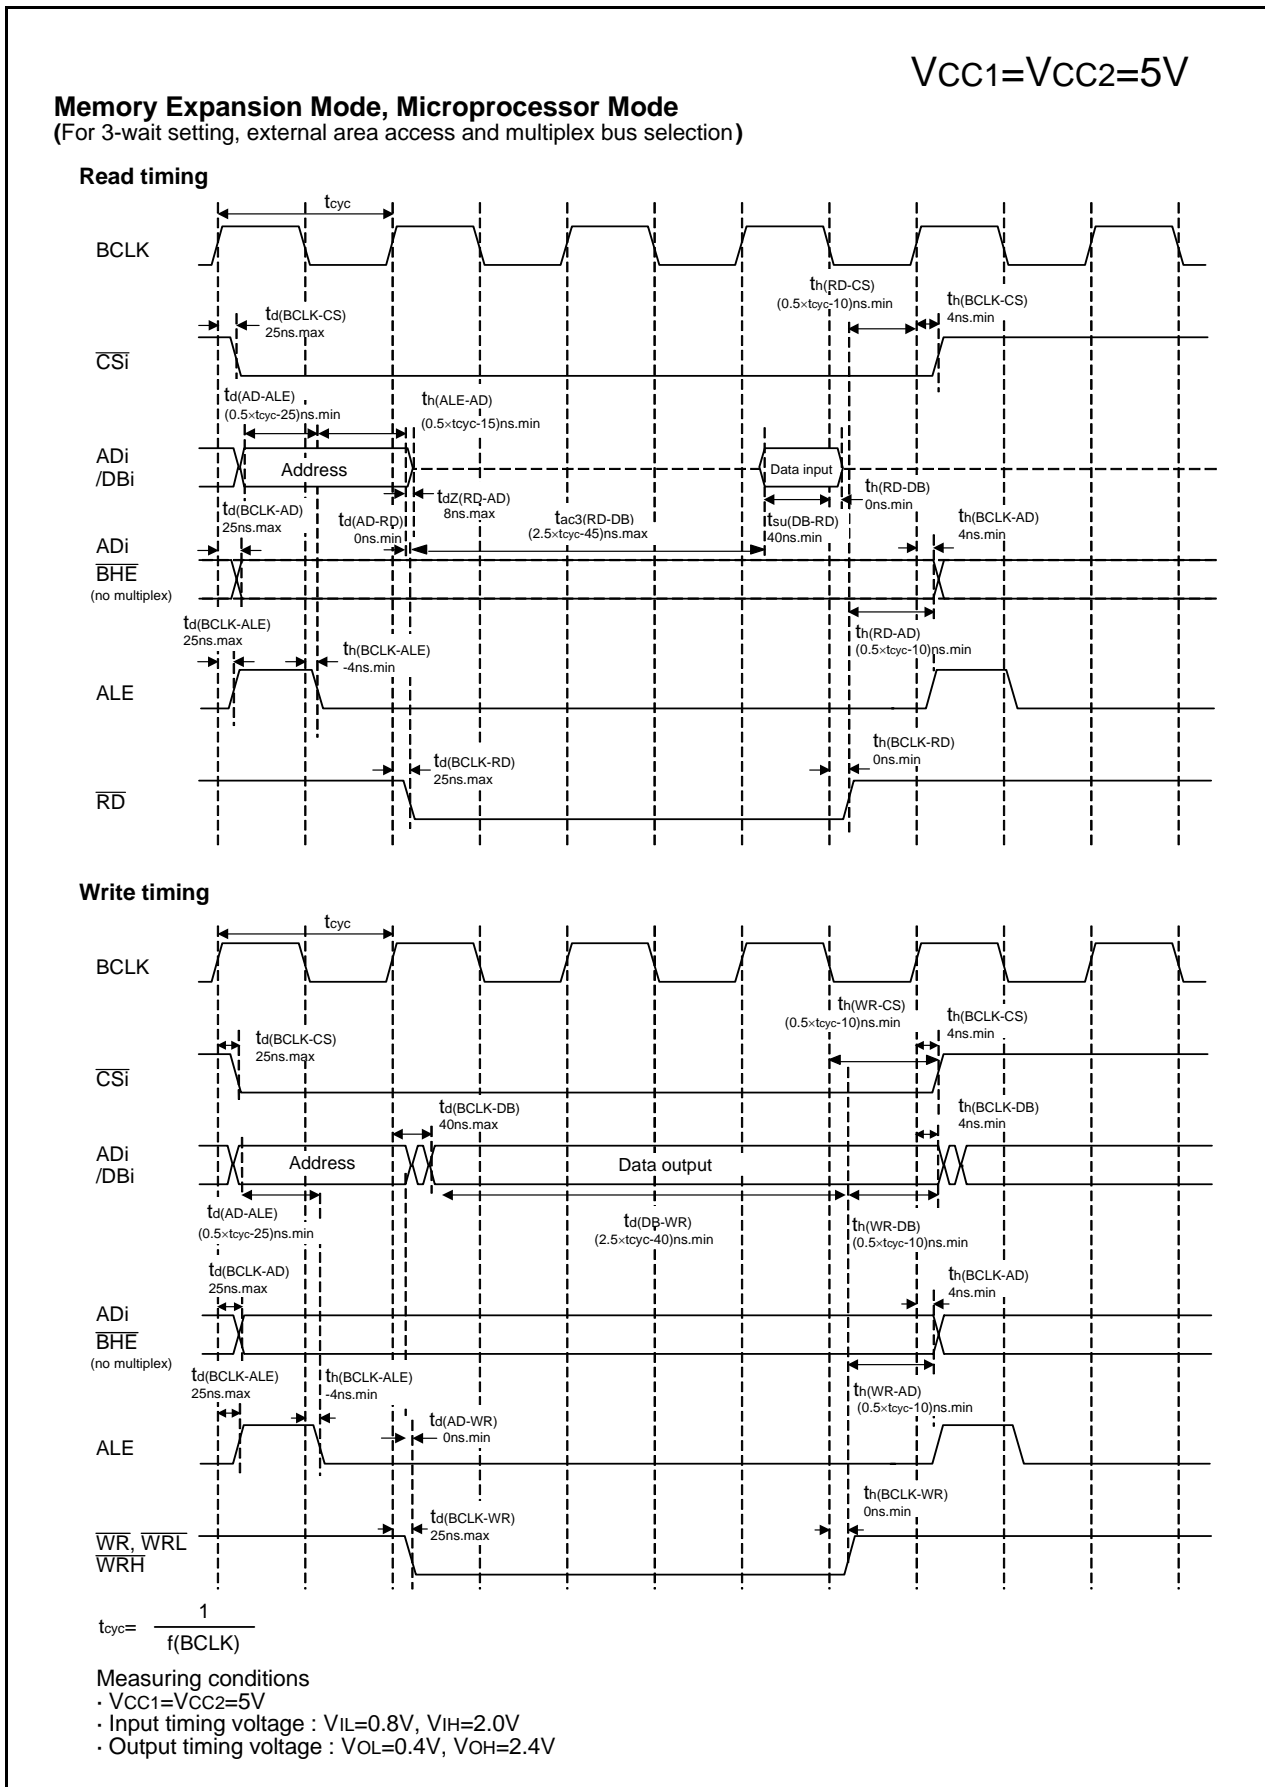 VCC1=VCC2=5V
Memory Expansion Mode, Microprocessor Mode
(For 3-wait setting, external area access and multiplex bus selection)
Read timing
tcyc
BCLK
th(RD-CS)
(0.5×tcyc-10)ns.min
th(BCLK-CS)
4ns.min
td(BCLK-CS)
25ns.max
CSi
td(AD-ALE)
(0.5×tcyc-25)ns.min
th(ALE-AD)
(0.5×tcyc-15)ns.min
ADi
/DBi
Address
Data input
td(BCLK-AD)
25ns.max
td(AD-RD)
0ns.min
tdZ(RD-AD)
8ns.max
tac3(RD-DB)
(2.5×tcyc-45)ns.max
tsu(DB-RD)
40ns.min
th(RD-DB)
0ns.min
th(BCLK-AD)
4ns.min
ADi
BHE
(no multiplex)
td(BCLK-ALE)
25ns.max
th(BCLK-ALE)
-4ns.min
th(RD-AD)
(0.5×tcyc-10)ns.min
ALE
td(BCLK-RD)
25ns.max
th(BCLK-RD)
0ns.min
RD
Write timing
tcyc
BCLK
th(WR-CS)
(0.5×tcyc-10)ns.min
th(BCLK-CS)
4ns.min
td(BCLK-CS)
25ns.max
CSi
td(BCLK-DB)
40ns.max
th(BCLK-DB)
4ns.min
ADi
/DBi
Address
Data output
td(AD-ALE)
(0.5×tcyc-25)ns.min
td(DB-WR)
(2.5×tcyc-40)ns.min
th(WR-DB)
(0.5×tcyc-10)ns.min
td(BCLK-AD)
25ns.max
th(BCLK-AD)
4ns.min
ADi
BHE
(no multiplex)
td(BCLK-ALE)
25ns.max
th(BCLK-ALE)
-4ns.min
th(WR-AD)
(0.5×tcyc-10)ns.min
td(AD-WR)
0ns.min
ALE
td(BCLK-WR)
25ns.max
th(BCLK-WR)
0ns.min
WR, WRL
WRH
tcyc= 1
f(BCLK)
Measuring conditions
· VCC1=VCC2=5V
· Input timing voltage : VIL=0.8V, VIH=2.0V
· Output timing voltage : VOL=0.4V, VOH=2.4V